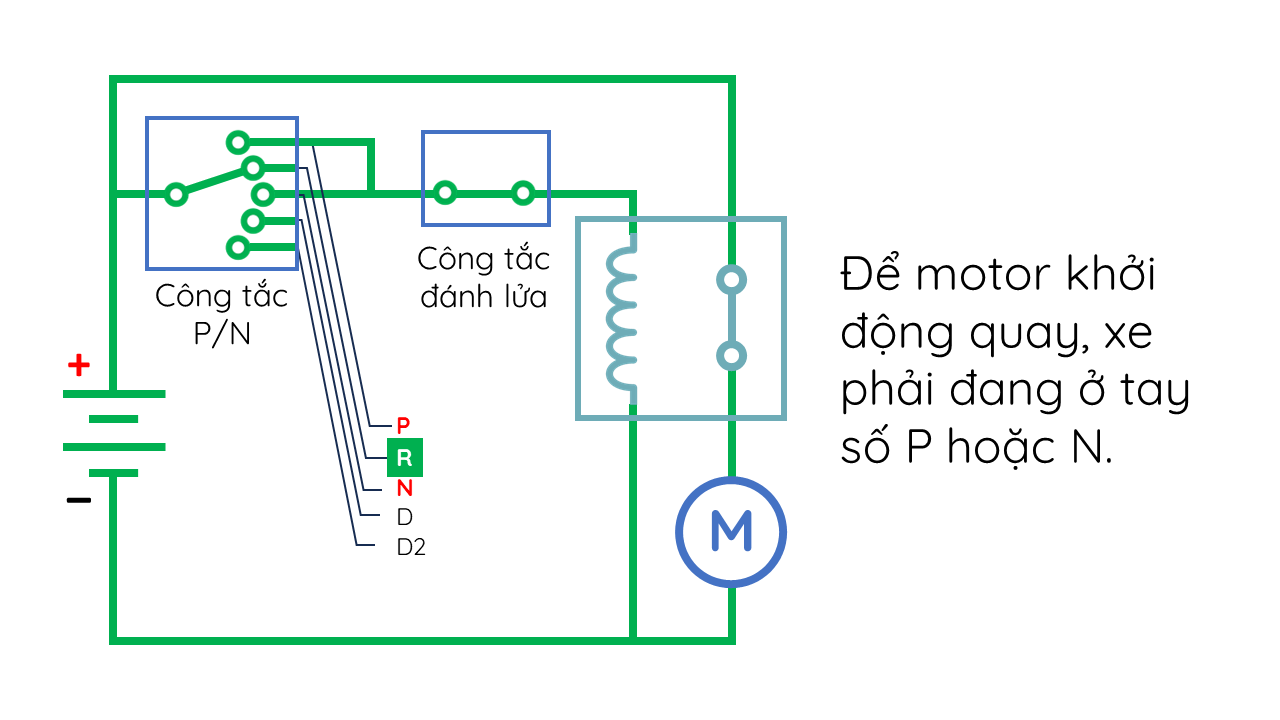 Công tắc
P/N
Công tắc
đánh lửa
+
−
P
R
N
D
D2
M
Để motor khởi
động quay, xe
phải đang ở tay
số P hoặc N.